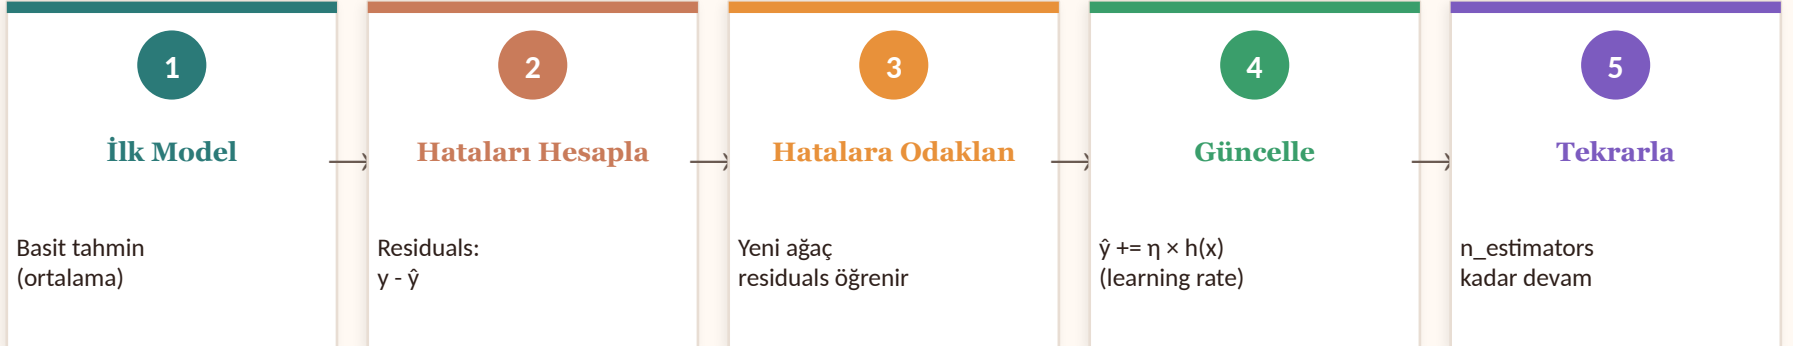 1
İlk Model
Basit tahmin
(ortalama)
2
Hataları Hesapla
Residuals:
y - ŷ
3
Hatalara Odaklan
Yeni ağaç
residuals öğrenir
4
Güncelle
ŷ += η × h(x)
(learning rate)
5
Tekrarla
n_estimators
kadar devam